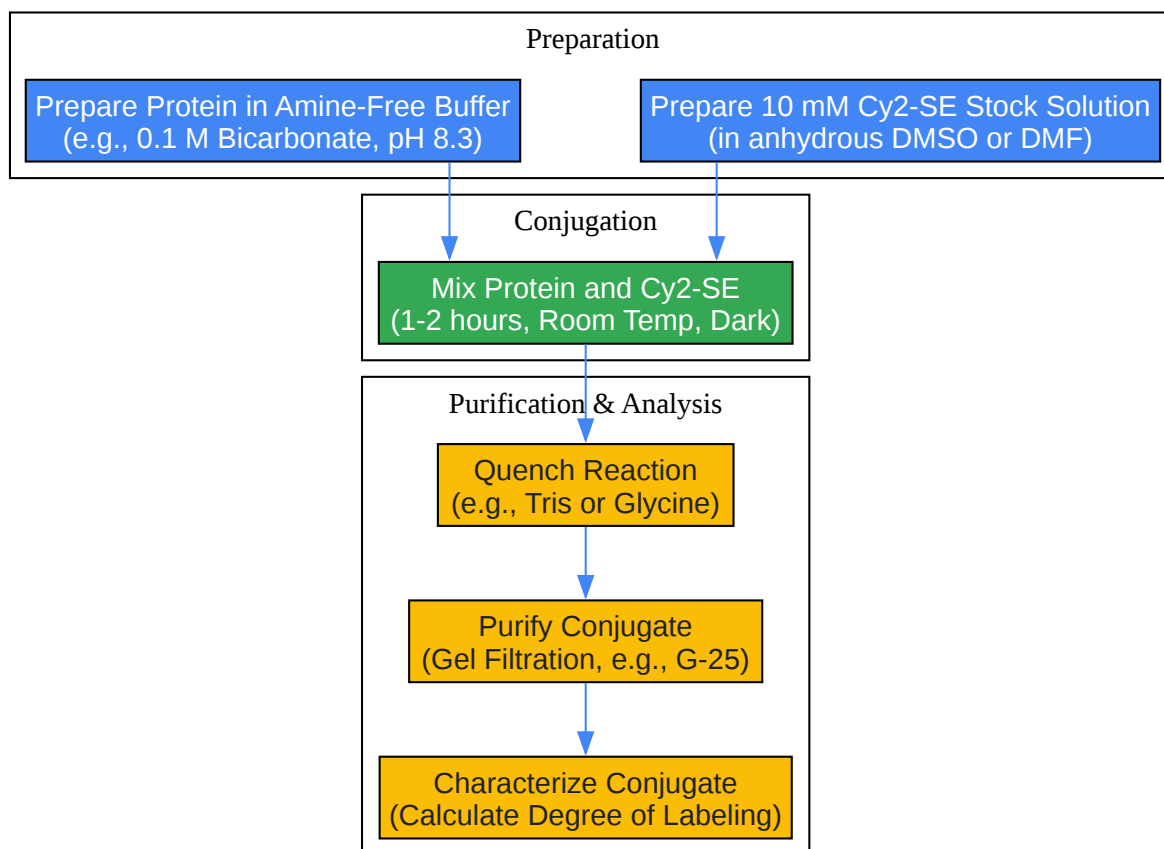 Preparation
Prepare Protein in Amine-Free Buffer
(e.g., 0.1 M Bicarbonate, pH 8.3)
Prepare 10 mM Cy2-SE Stock Solution
(in anhydrous DMSO or DMF)
Conjugation
Mix Protein and Cy2-SE
(1-2 hours, Room Temp, Dark)
Purification & Analysis
Quench Reaction
(e.g., Tris or Glycine)
Purify Conjugate
(Gel Filtration, e.g., G-25)
Characterize Conjugate
(Calculate Degree of Labeling)